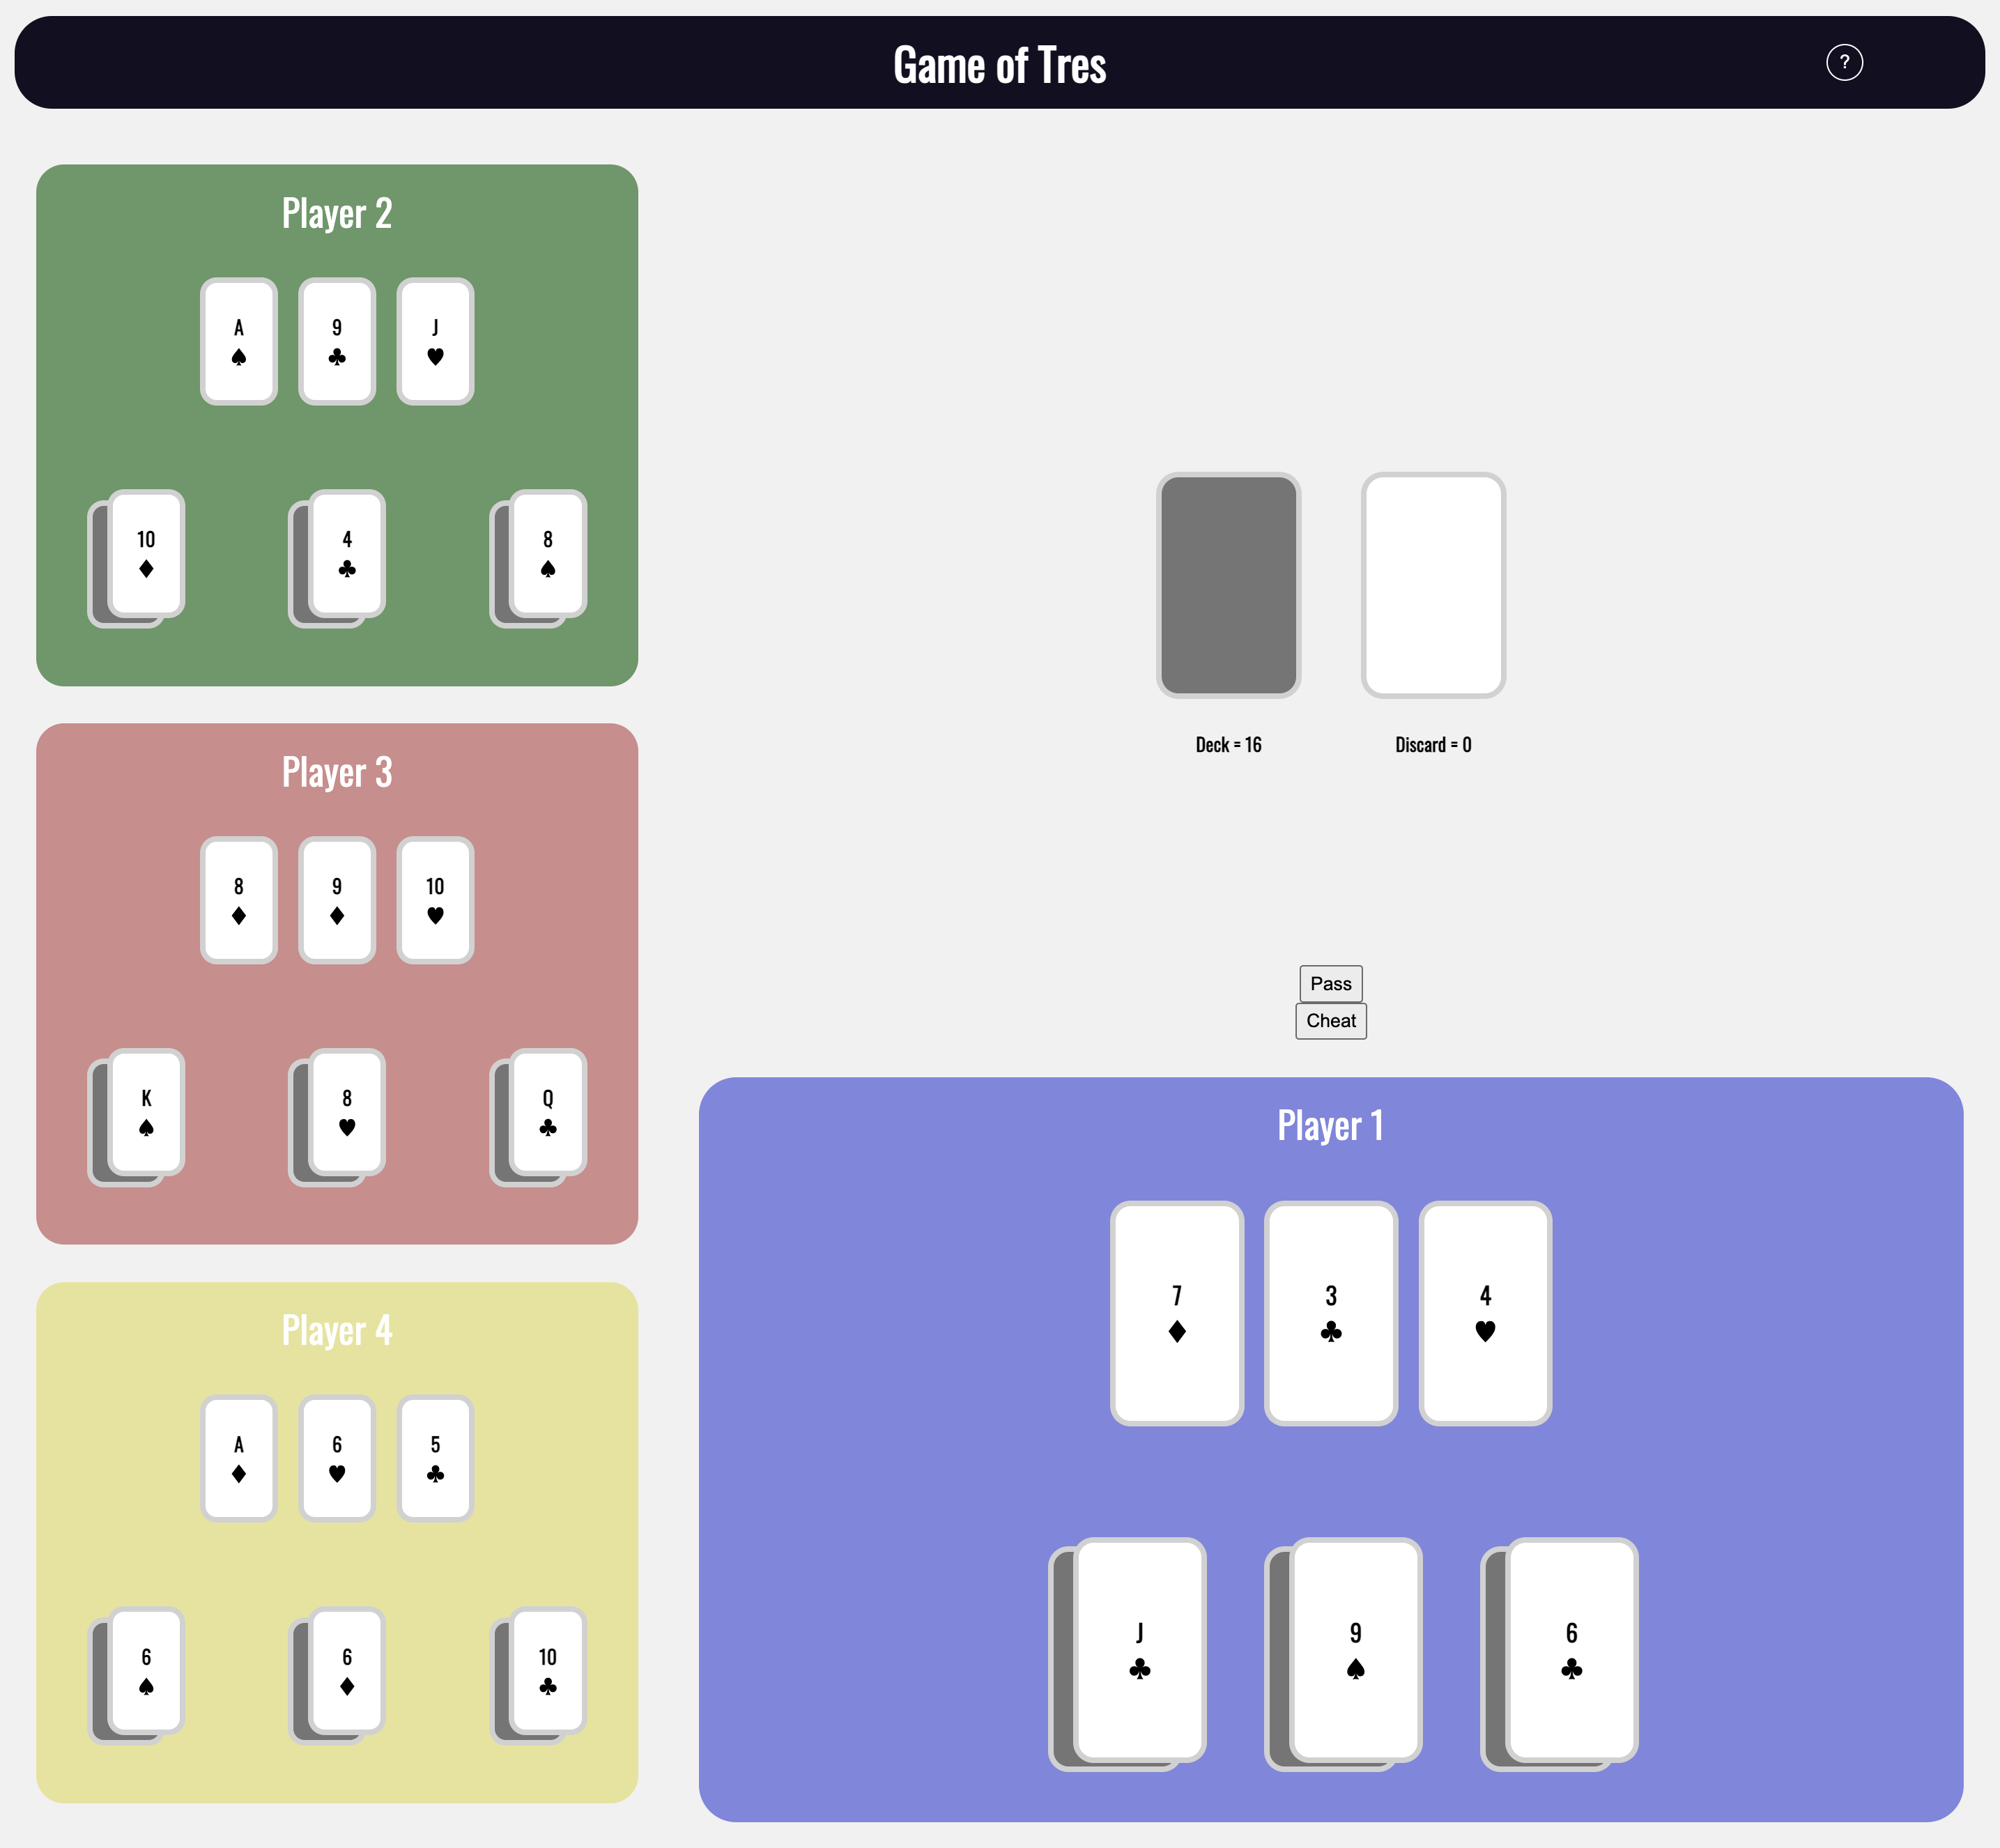 Game of Tres
?
Player 2
A 9 J
♠ ♣ ♥
10 4 8
♦ ♣ ♠
Player 3
8 9 10
♦ ♦ ♥
K 8 Q
♠ ♥ ♣
Player 4
A 6 5
♦ ♥ ♣
6 6 10
♠ ♦ ♣
Deck = 16 Discard = 0
Pass
Cheat
Player 1
7 3 4
♦ ♣ ♥
J 9 6
♣ ♠ ♣